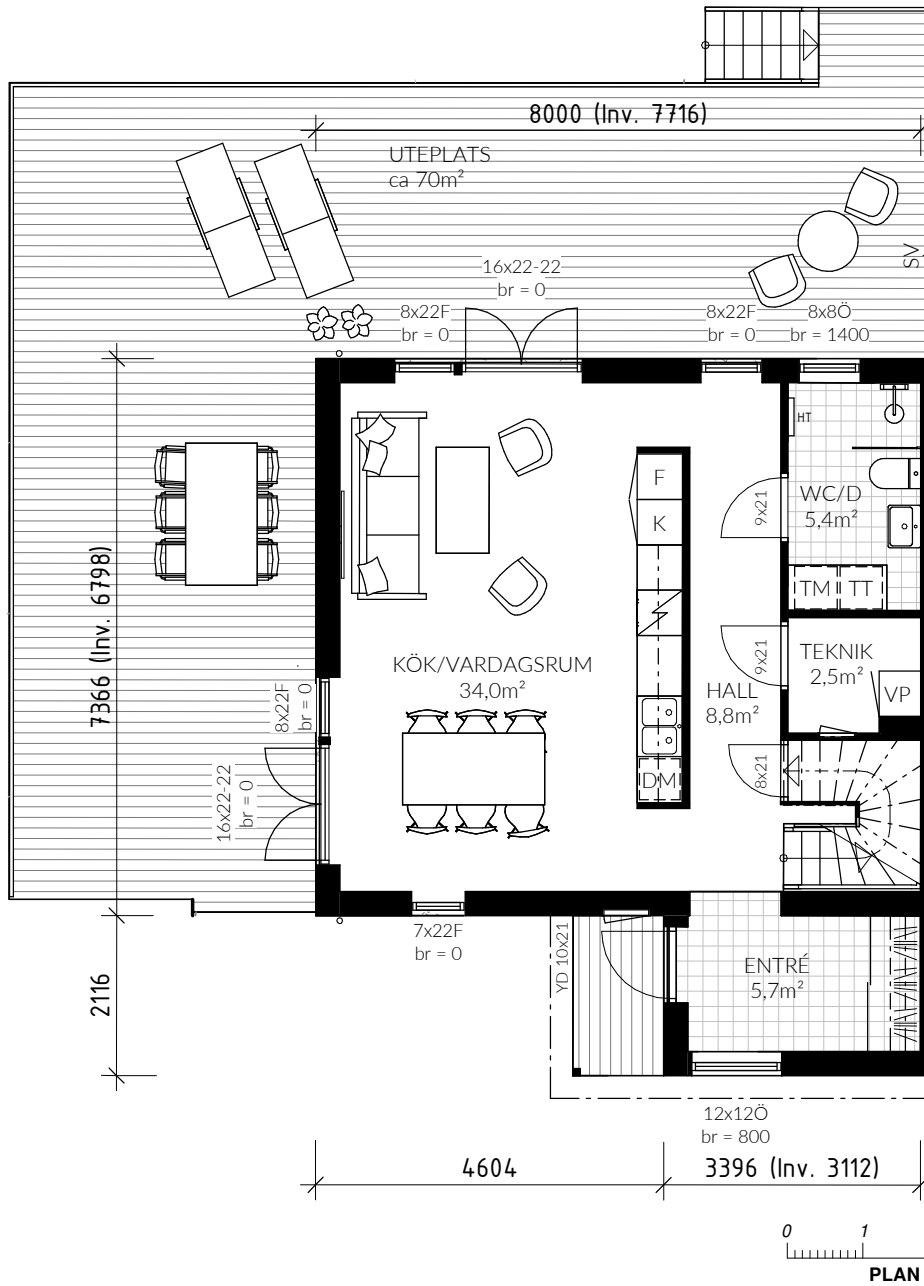 8000 (Inv. 7716)
UTEPLATS
ca 70m²
SV
16x22-22
br = 0
8x22F
br = 0
8x22F
br = 0
8x8Ö
br = 1400
HT
F
K
9x21
WC/D
5,4m²
TM
TT
7366 (Inv. 6798)
KÖK/VARDAGSRUM
34,0m²
9x21
TEKNIK
2,5m²
VP
HALL
8,8m²
8x22F
br = 0
16x22-22
br = 0
DM
8x21
7x22F
br = 0
YD 10x21
ENTRÉ
5,7m²
2116
12x12Ö
br = 800
4604
3396 (Inv. 3112)
0
1
PLAN